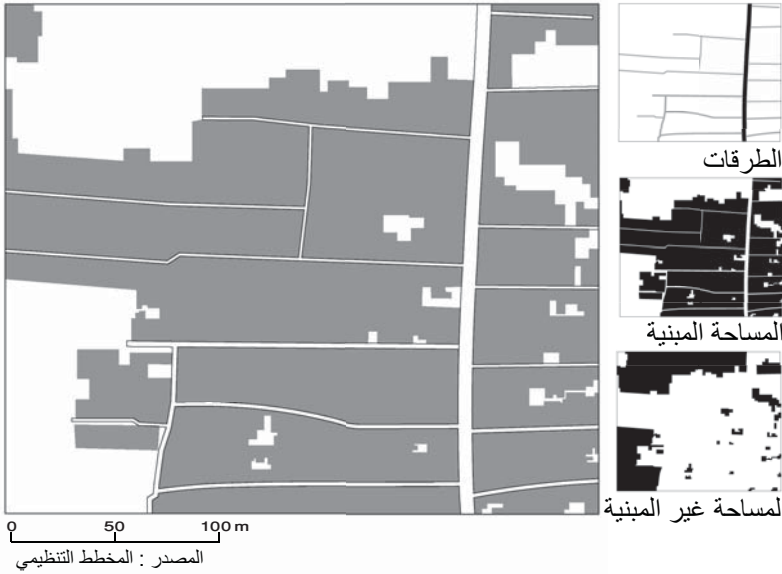 الطرقات
المساحة المبنية
لمساحة غير المبنية
0 50 100 m
المصدر : المخطط التنظيمي